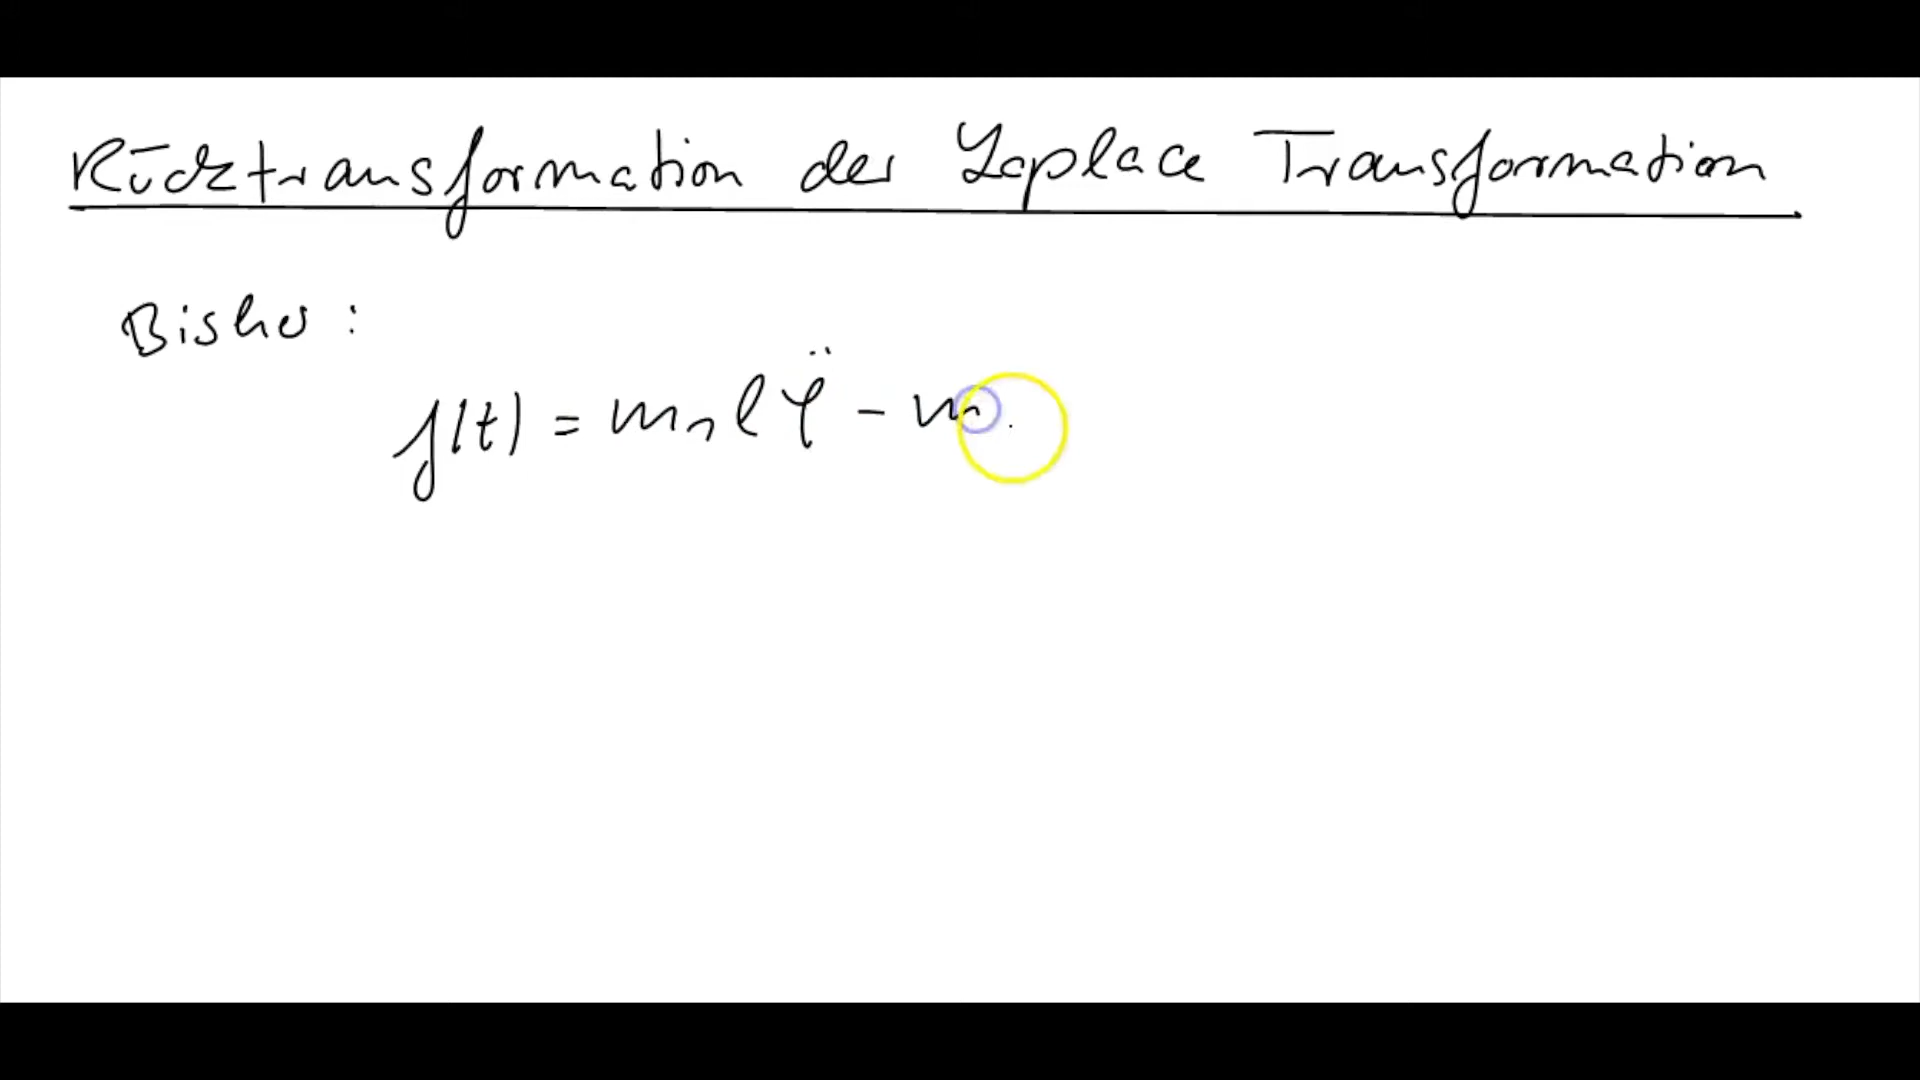 Rücktransformation der Laplace Transformation
Bisher:
f(t) = m₁ l φ̈ - m